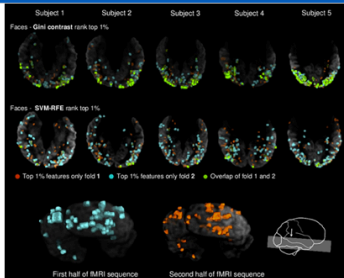 Subject 1 Subject 2 Subject 3 Subject 4 Subject 5
Faces - Gini contrast rank top 1%
Faces - SVM-RFE rank top 1%
Top 1% features only fold 1 Top 1% features only fold 2 Overlap of fold 1 and 2
First half of fMRI sequence Second half of fMRI sequence